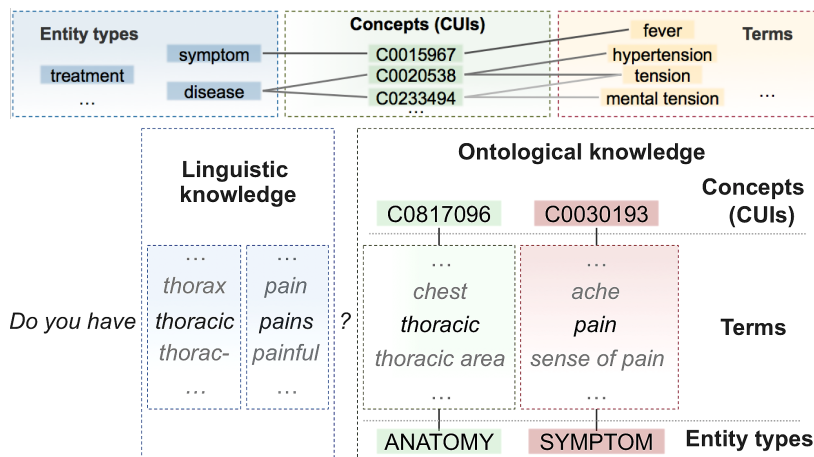 Entity types
Concepts (CUIs)
Terms
treatment
...
symptom
disease
C0015967
C0020538
C0233494
...
fever
hypertension
tension
mental tension
...
Linguistic
knowledge
Ontological knowledge
Concepts
(CUIs)
C0817096
C0030193
... ... ... ...
thorax pain chest ache
Do you have thoracic pains ? thoracic pain Terms
thorac- painful thoracic area sense of pain
... ... ... ...
ANATOMY SYMPTOM Entity types